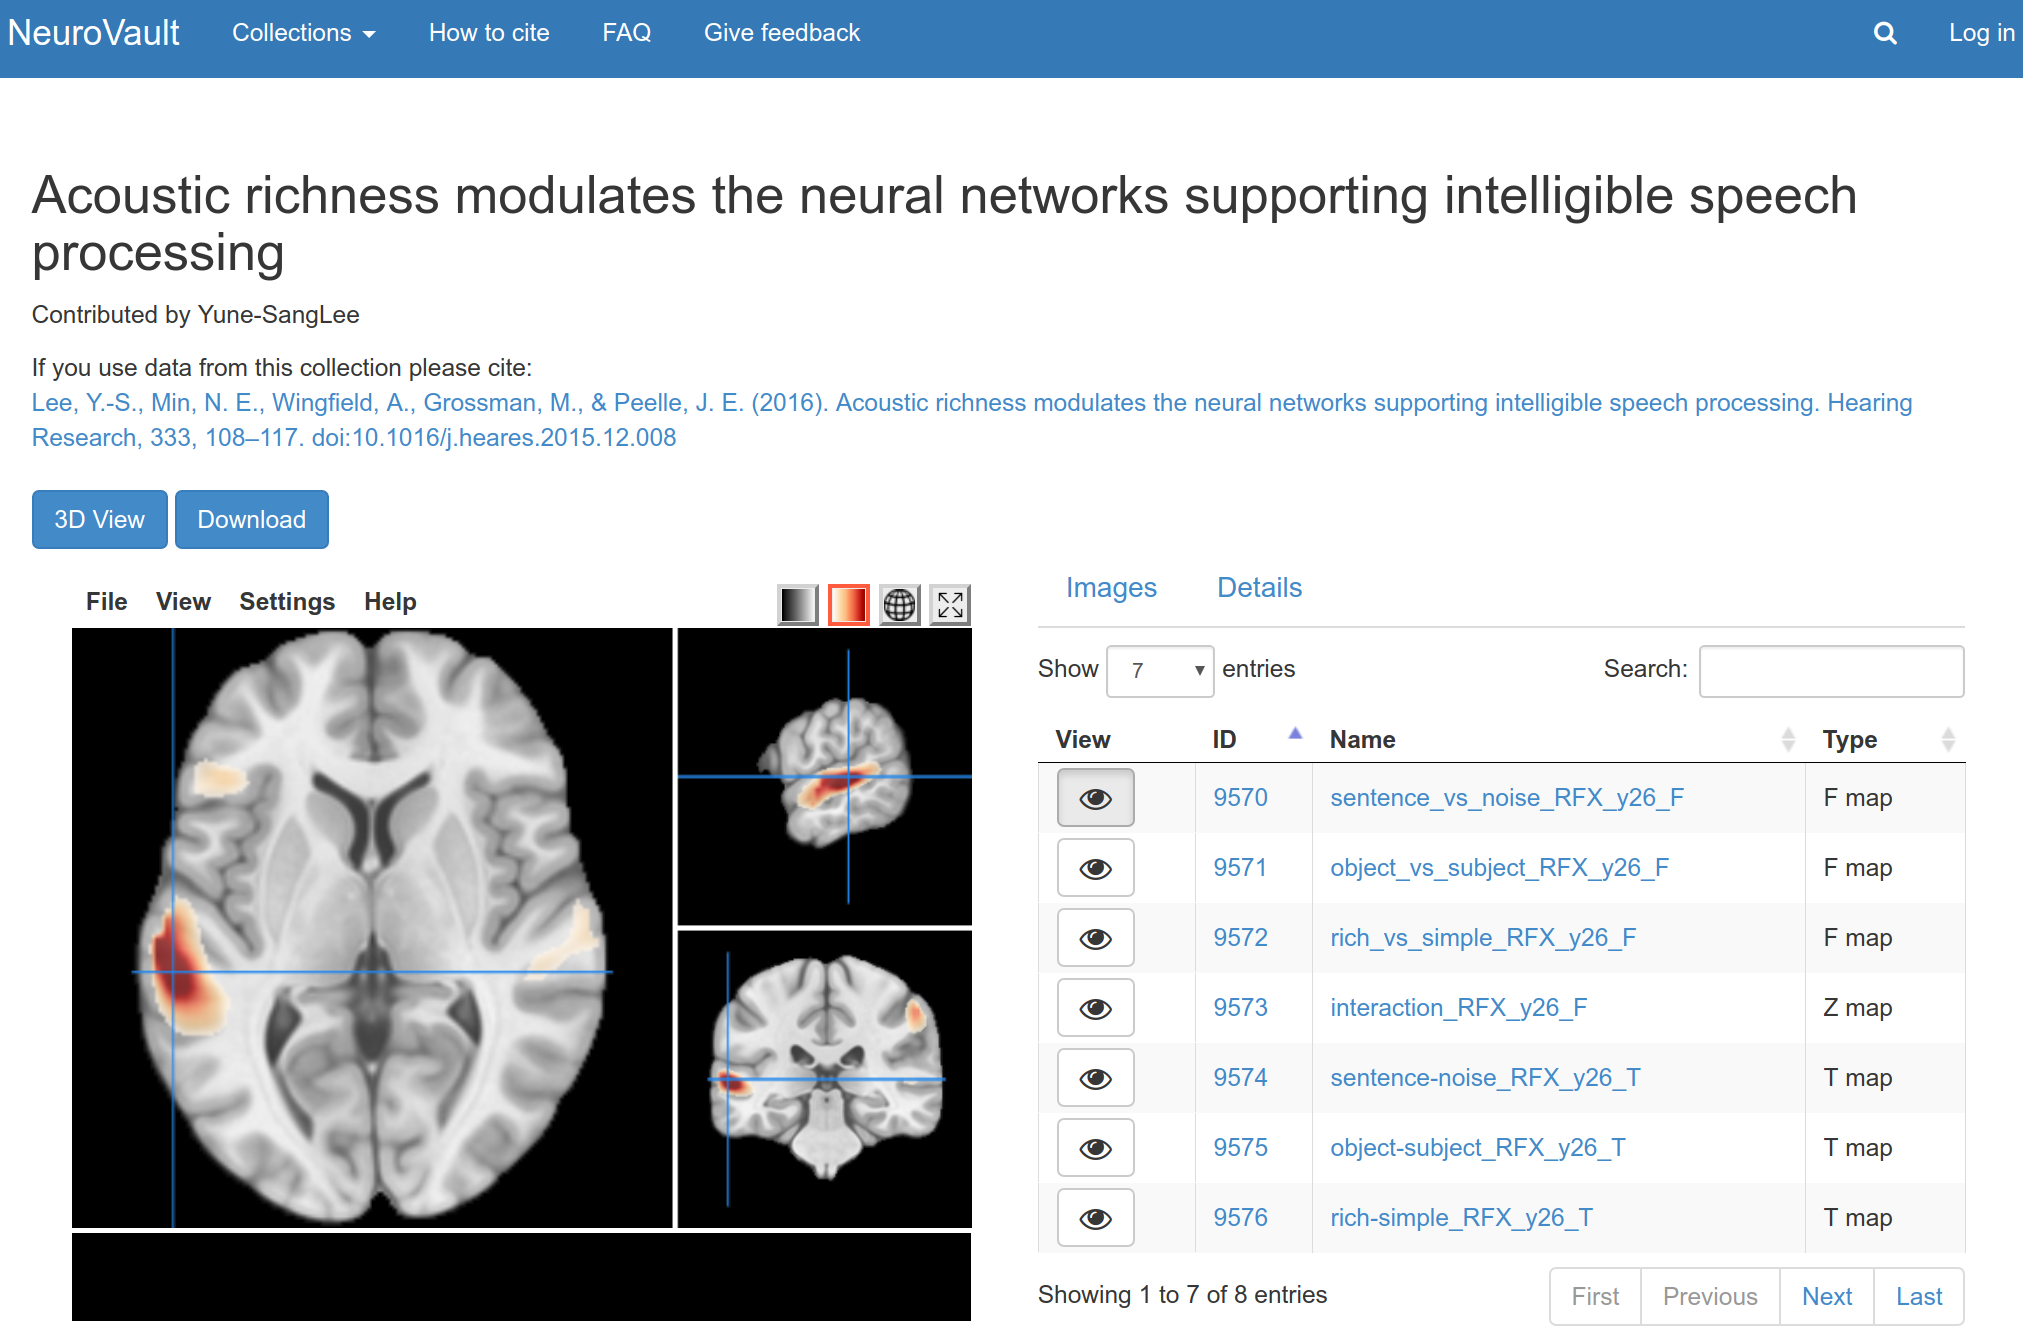 NeuroVault Collections How to cite FAQ Give feedback Log in
Acoustic richness modulates the neural networks supporting intelligible speech
processing
Contributed by Yune-SangLee
If you use data from this collection please cite:
Lee, Y.-S., Min, N. E., Wingfield, A., Grossman, M., & Peelle, J. E. (2016). Acoustic richness modulates the neural networks supporting intelligible speech processing. Hearing
Research, 333, 108–117. doi:10.1016/j.heares.2015.12.008
3D View Download
File View Settings Help
Images Details
Show 7 entries Search:
View ID Name Type
9570 sentence_vs_noise_RFX_y26_F F map
9571 object_vs_subject_RFX_y26_F F map
9572 rich_vs_simple_RFX_y26_F F map
9573 interaction_RFX_y26_F Z map
9574 sentence-noise_RFX_y26_T T map
9575 object-subject_RFX_y26_T T map
9576 rich-simple_RFX_y26_T T map
Showing 1 to 7 of 8 entries First Previous Next Last